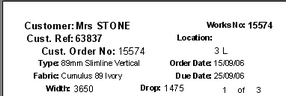 Customer: Mrs STONE Works No: 15574
Cust. Ref: 63837 Location:
Cust. Order No: 15574 3 L
Type: 89mm Slimline Vertical Order Date: 15/09/06
Fabric: Cumulus 89 Ivory Due Date: 25/09/06
Width: 3650 Drop: 1475 1 of 3